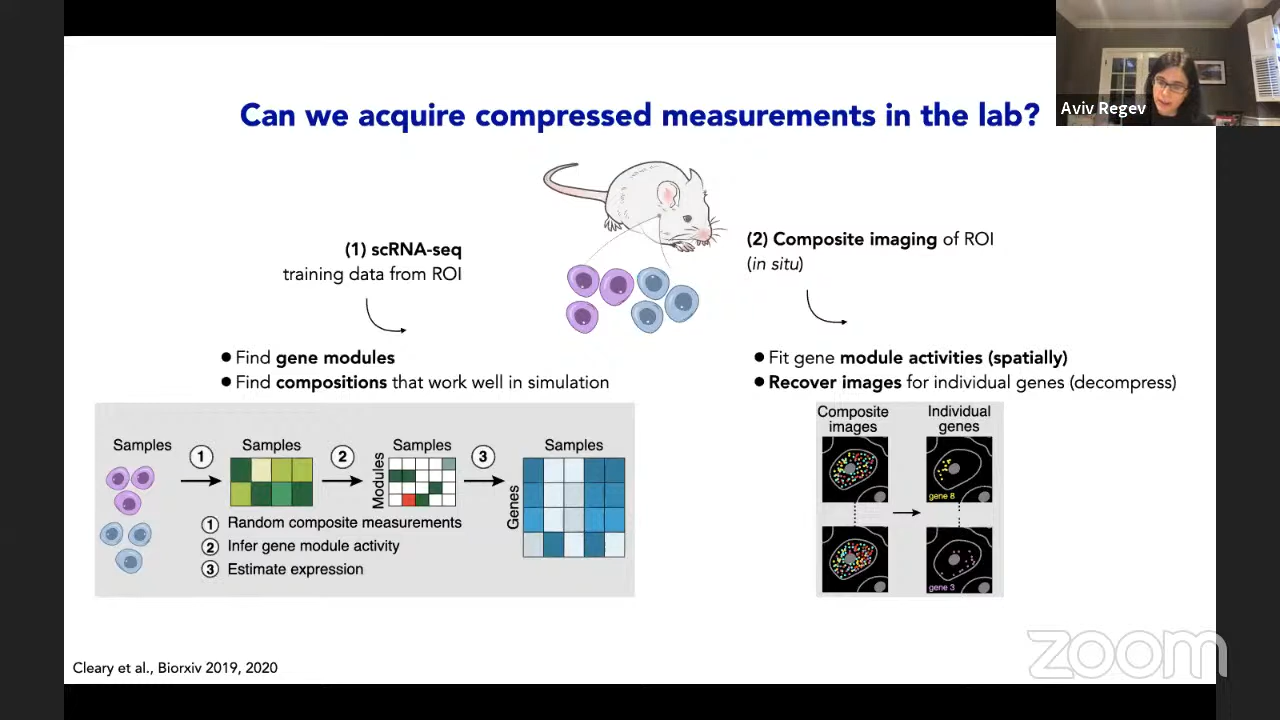 Can we acquire compressed measurements in the lab?
Aviv Regev
(1) scRNA-seq
training data from ROI
(2) Composite imaging of ROI
(in situ)
● Find gene modules
● Find compositions that work well in simulation
● Fit gene module activities (spatially)
● Recover images for individual genes (decompress)
Samples
1
Samples
2
Samples
Modules
3
Samples
Genes
1 Random composite measurements
2 Infer gene module activity
3 Estimate expression
Composite
images
Individual
genes
gene 8
gene 3
Cleary et al., Biorxiv 2019, 2020
zoom